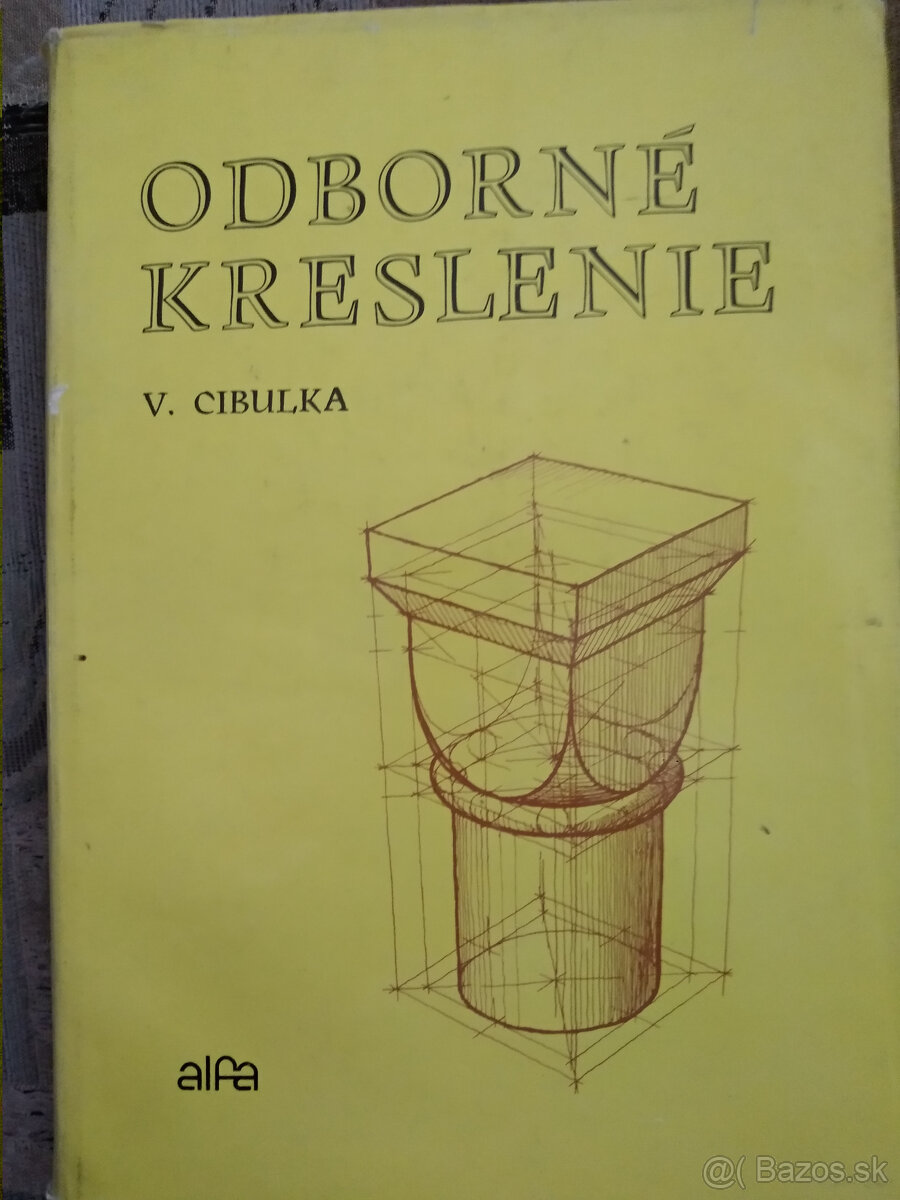 ODBORNÉ
KRESLENIE
V. CIBULKA
alfa
@( Bazos.sk